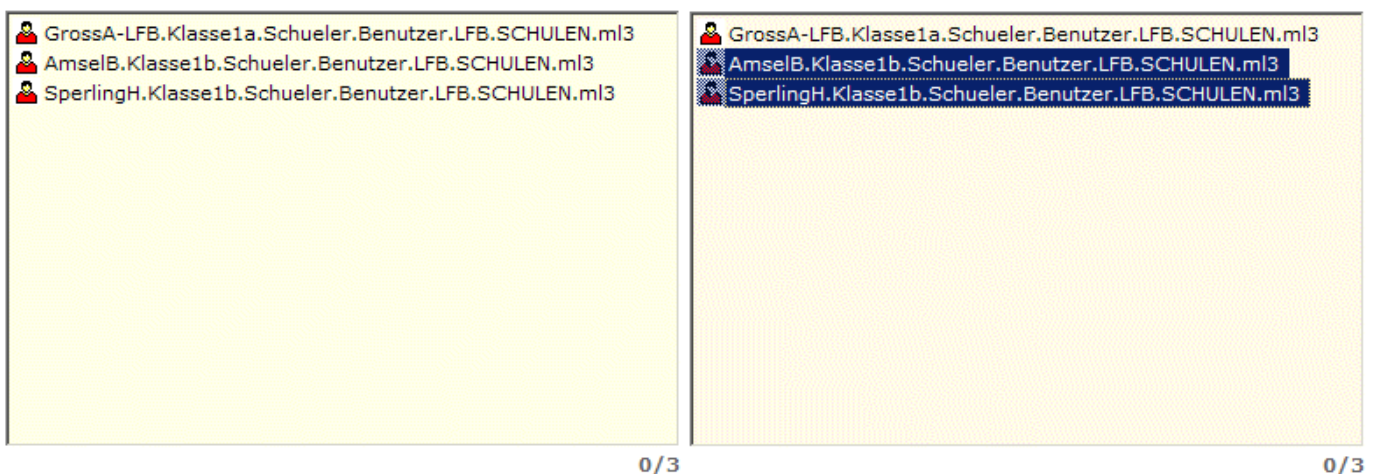 GrossA-LFB.Klasse1a.Schueler.Benutzer.LFB.SCHULEN.ml3
AmselB.Klasse1b.Schueler.Benutzer.LFB.SCHULEN.ml3
SperlingH.Klasse1b.Schueler.Benutzer.LFB.SCHULEN.ml3
0/3
GrossA-LFB.Klasse1a.Schueler.Benutzer.LFB.SCHULEN.ml3
AmselB.Klasse1b.Schueler.Benutzer.LFB.SCHULEN.ml3
SperlingH.Klasse1b.Schueler.Benutzer.LFB.SCHULEN.ml3
0/3